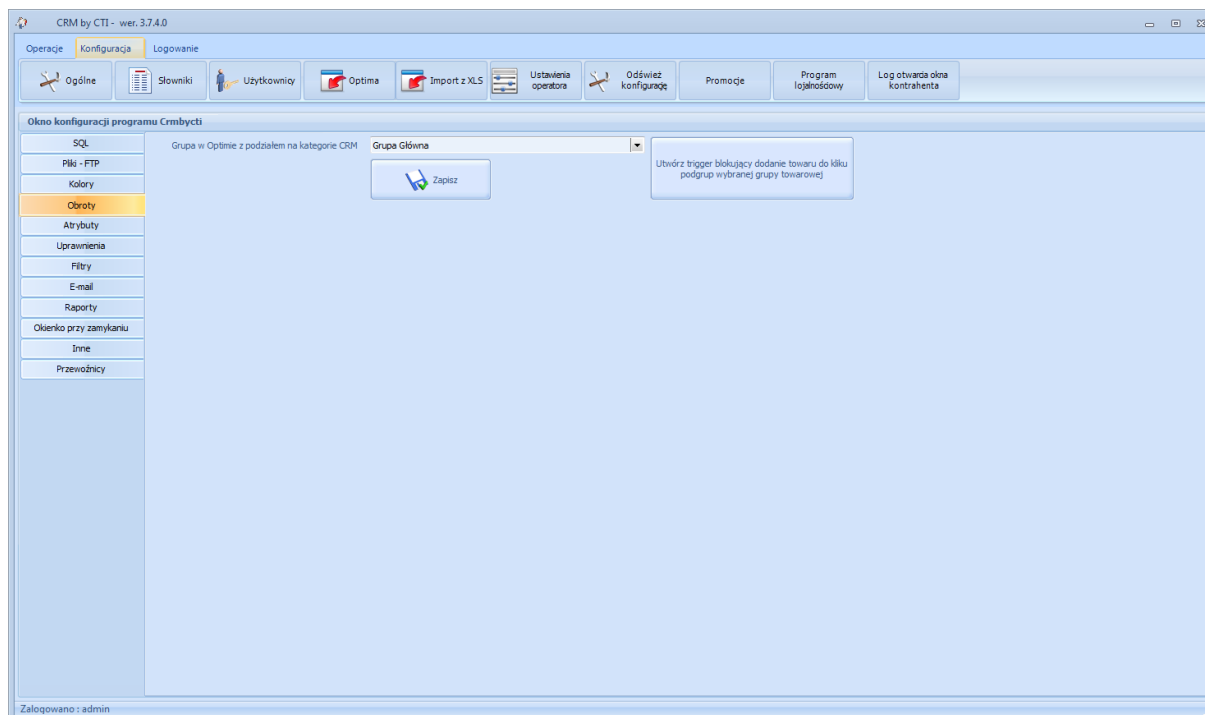 CRM by CTI - wer. 3.7.4.0
Operacje Konfiguracja Logowanie
Ogólne Słowniki Użytkownicy Optima Import z XLS Ustawienia operatora Odśwież konfigurację Promocje Program lojalnośdowy Log otwarda okna kontrahenta
Okno konfiguracji programu Crmbycti
SQL
Grupa w Optimie z podziałem na kategorie CRM Grupa Główna
Utwórz trigger blokujący dodanie towaru do kilku podgrup wybranej grupy towarowej
Pliki - FTP
Zapisz
Kolory
Obroty
Atrybuty
Uprawnienia
Filtry
E-mail
Raporty
Okienko przy zamykaniu
Inne
Przewoźnicy
Zalogowano : admin